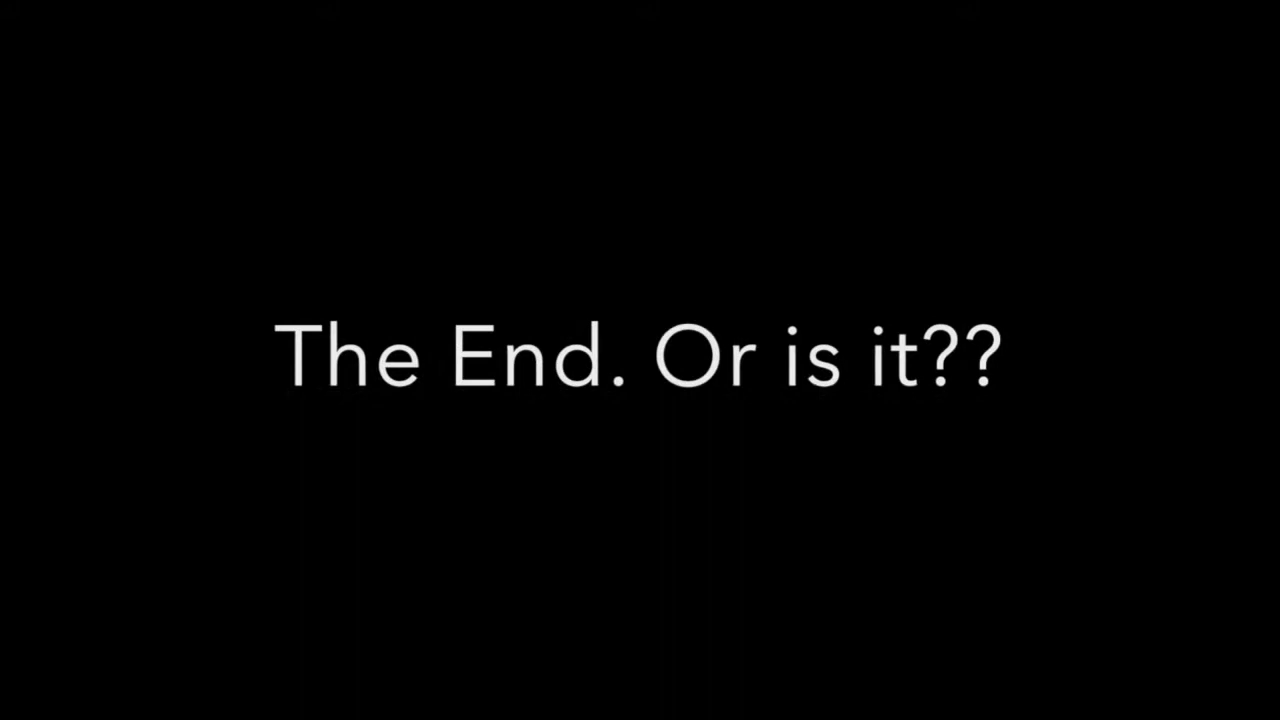 The End. Or is it??